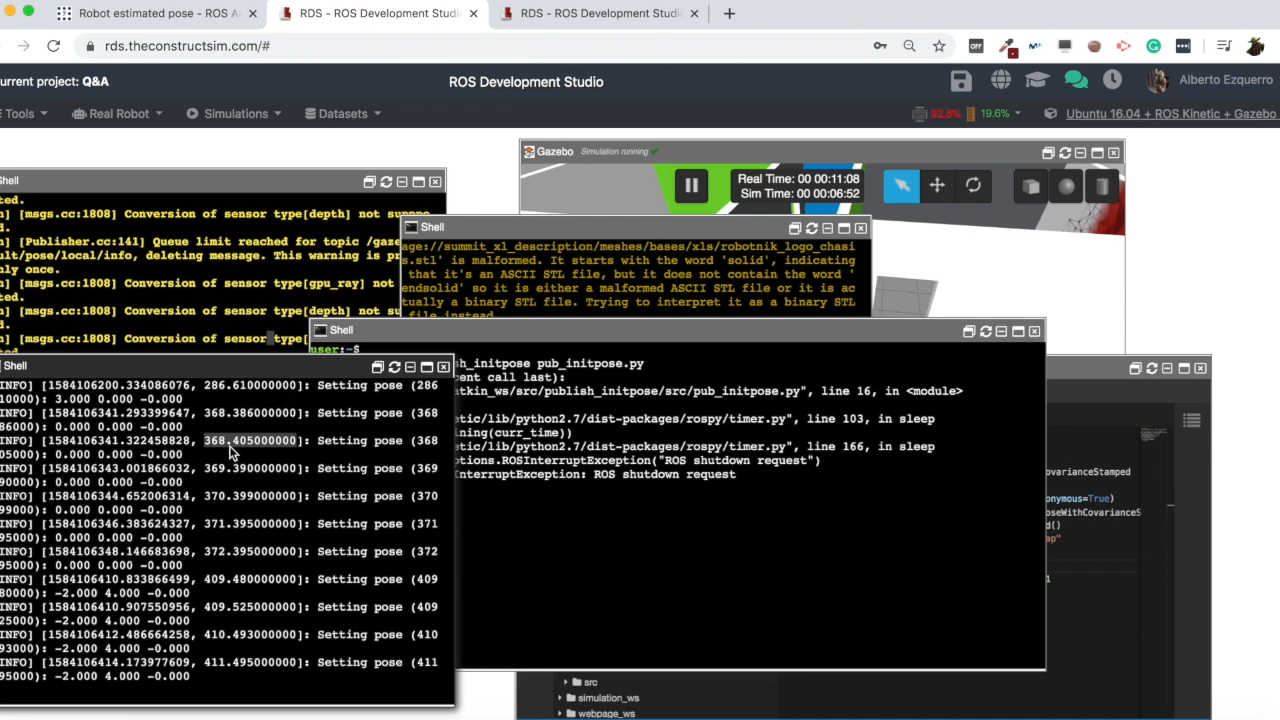 Robot estimated pose - ROS A
RDS - ROS Development Studi
RDS - ROS Development Studi
rds.theconstructsim.com/#
OFF
urrent project: Q&A
ROS Development Studio
Alberto Ezquerro
Tools
Real Robot
Simulations
Datasets
92.8%
19.6%
Ubuntu 16.04 + ROS Kinetic + Gazebo
Gazebo Simulation running
Real Time: 00 00:11:08
Sim Time: 00 00:06:52
Shell
ted.
n] [msgs.cc:1808] Conversion of sensor type[depth] not suppo
d.
n] [Publisher.cc:141] Queue limit reached for topic /gaze
ult/pose/local/info, deleting message. This warning is pr
nly once.
n] [msgs.cc:1808] Conversion of sensor type[gpu_ray] not
ted.
n] [msgs.cc:1808] Conversion of sensor type[depth] not su
d.
n] [msgs.cc:1808] Conversion of sensor type[
Shell
age://summit_xl_description/meshes/bases/xls/robotnik_logo_chasi
s.stl' is malformed. It starts with the word 'solid', indicating
that it's an ASCII STL file, but it does not contain the word '
endsolid' so it is either a malformed ASCII STL file or it is ac
tually a binary STL file. Trying to interpret it as a binary STL
file instead
Shell
user:~$
sh_initpose pub_initpose.py
cent call last):
atkin_ws/src/publish_initpose/src/pub_initpose.py", line 16, in <module>
etic/lib/python2.7/dist-packages/rospy/timer.py", line 103, in sleep
ining(curr_time))
etic/lib/python2.7/dist-packages/rospy/timer.py", line 166, in sleep
ptions.ROSInterruptException("ROS shutdown request")
InterruptException: ROS shutdown request
Shell
INFO] [1584106200.334086076, 286.610000000]: Setting pose (286
10000): 3.000 0.000 -0.000
INFO] [1584106341.293399647, 368.386000000]: Setting pose (368
86000): 0.000 0.000 -0.000
INFO] [1584106341.322458828, 368.405000000]: Setting pose (368
05000): 0.000 0.000 -0.000
INFO] [1584106343.001866032, 369.390000000]: Setting pose (369
90000): 0.000 0.000 -0.000
INFO] [1584106344.652006314, 370.399000000]: Setting pose (370
99000): 0.000 0.000 -0.000
INFO] [1584106346.383624327, 371.395000000]: Setting pose (371
95000): 0.000 0.000 -0.000
INFO] [1584106348.146683698, 372.395000000]: Setting pose (372
95000): 0.000 0.000 -0.000
INFO] [1584106410.833866499, 409.480000000]: Setting pose (409
80000): -2.000 4.000 -0.000
INFO] [1584106410.907550956, 409.525000000]: Setting pose (409
25000): -2.000 4.000 -0.000
INFO] [1584106412.486664258, 410.493000000]: Setting pose (410
93000): -2.000 4.000 -0.000
INFO] [1584106414.173977609, 411.495000000]: Setting pose (411
95000): -2.000 4.000 -0.000
ovarianceStamped
onymous=True)
oseWithCovarianceS
d()
ap"
1
src
simulation_ws
webpage_ws